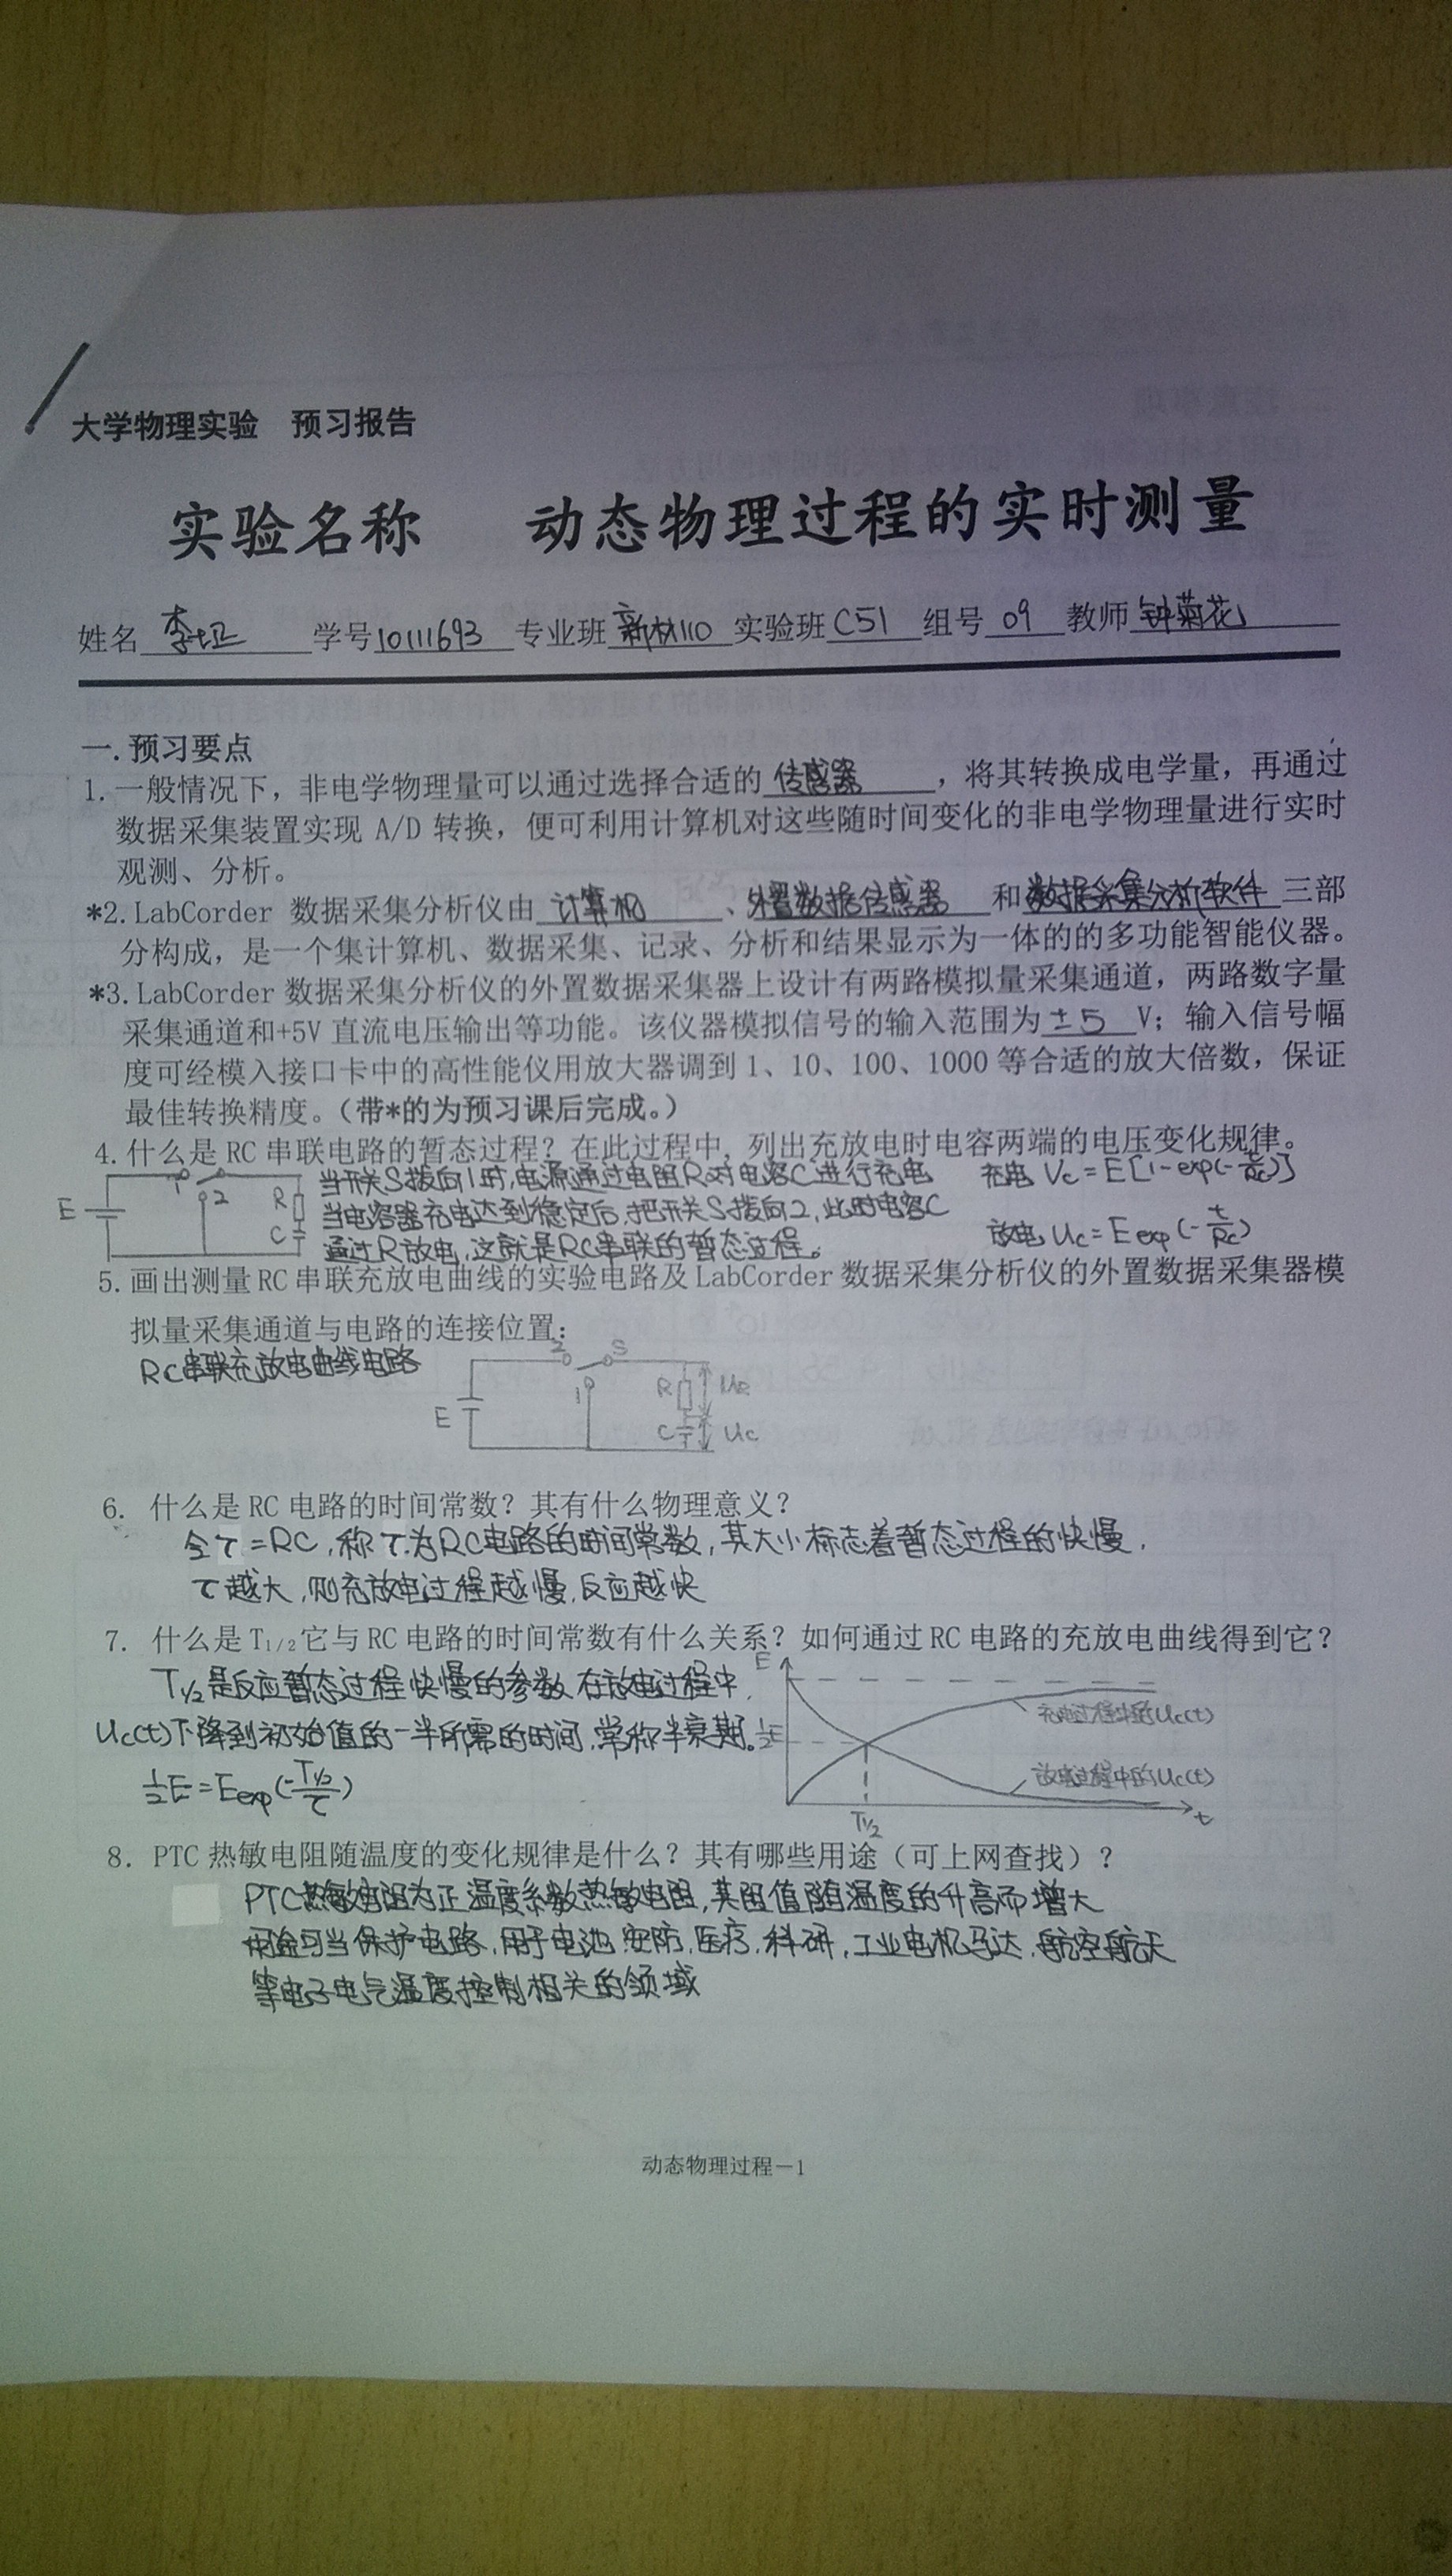 大学物理实验 预习报告
实验名称 动态物理过程的实时测量
姓名 李 学号10111693 专业班 新材110 实验班 C51 组号 09 教师 钟菊花
一.预习要点
1.一般情况下，非电学物理量可以通过选择合适的 传感器 ，将其转换成电学量，再通过
数据采集装置实现 A/D 转换，便可利用计算机对这些随时间变化的非电学物理量进行实时
观测、分析。
*2.LabCorder 数据采集分析仪由 计算机 、外置数据传感器 和数据采集分析软件 三部
分构成，是一个集计算机、数据采集、记录、分析和结果显示为一体的的多功能智能仪器。
*3.LabCorder 数据采集分析仪的外置数据采集器上设计有两路模拟量采集通道，两路数字量
采集通道和+5V 直流电压输出等功能。该仪器模拟信号的输入范围为 ±5 V；输入信号幅
度可经模入接口卡中的高性能仪用放大器调到 1、10、100、1000 等合适的放大倍数，保证
最佳转换精度。（带*的为预习课后完成。）
4.什么是 RC 串联电路的暂态过程？在此过程中，列出充放电时电容两端的电压变化规律。
E 1 2 R C
当开关S拨向1时,电源通过电阻R对电容C进行充电 充电 Vc=E[1-exp(-t/RC)]
当电容器充电达到稳定后,把开关S拨向2,此时电容C
通过R放电,这就是RC串联的暂态过程。 放电 Uc=E exp(-t/RC)
5.画出测量 RC 串联充放电曲线的实验电路及 LabCorder 数据采集分析仪的外置数据采集器模
拟量采集通道与电路的连接位置：
RC串联充放电曲线电路
2 S
1 R UR
E C Uc
6. 什么是 RC 电路的时间常数？其有什么物理意义？
令τ=RC,称τ为RC电路的时间常数,其大小标志着暂态过程的快慢,
τ越大,则充放电过程越慢,反应越快
7. 什么是 T1/2 它与 RC 电路的时间常数有什么关系？如何通过 RC 电路的充放电曲线得到它？
T1/2是反应暂态过程快慢的参数,在放电过程中,
Uc(t)下降到初始值的一半所需的时间,常称半衰期。
1/2E=Eexp(-T1/2/τ)
E
充电过程中的Uc(t)
1/2E
放电过程中的Uc(t)
T1/2 t
8. PTC 热敏电阻随温度的变化规律是什么？其有哪些用途（可上网查找）？
PTC热敏电阻为正温度系数热敏电阻,其阻值随温度的升高而增大
用途可当保护电路,用于电池,安防,医疗,科研,工业电机马达,航空航天
等电子电气温度控制相关的领域
动态物理过程－1